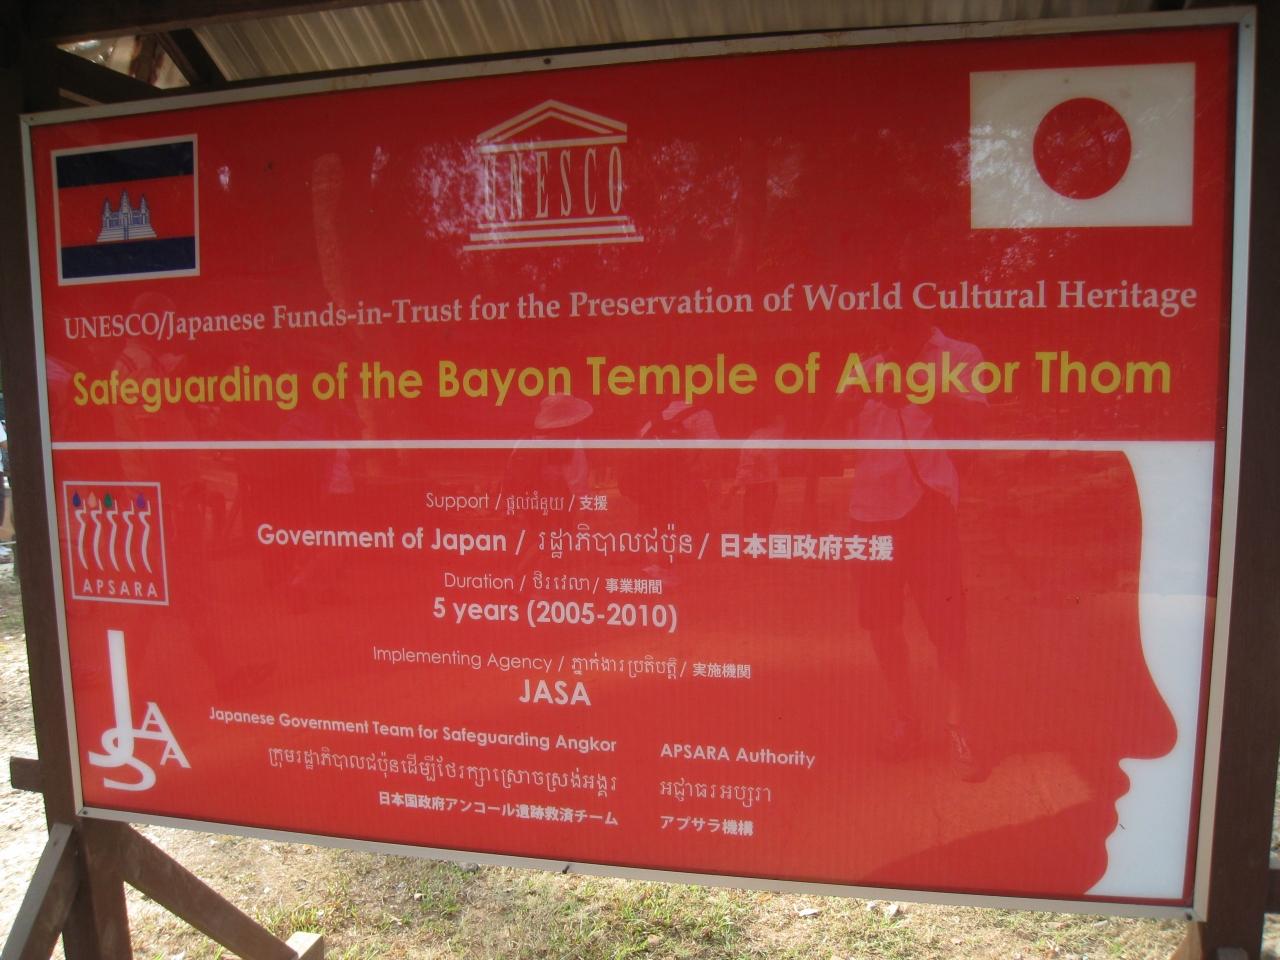 UNESCO
UNESCO/Japanese Funds-in-Trust for the Preservation of World Cultural Heritage
Safeguarding of the Bayon Temple of Angkor Thom
APSARA
Support / ផ្តល់ជំនួយ / 支援
Government of Japan / រដ្ឋាភិបាលជប៉ុន / 日本国政府支援
Duration / ថិរវេលា / 事業期間
5 years (2005-2010)
Implementing Agency / ភ្នាក់ងារប្រតិបត្តិ / 実施機関
JASA
JASA
Japanese Government Team for Safeguarding Angkor
ក្រុមរដ្ឋាភិបាលជប៉ុនដើម្បីថែរក្សាស្រោចស្រង់អង្គរ
日本国政府アンコール遺跡救済チーム
APSARA Authority
អជ្ញាធរអប្សរា
アプサラ機構